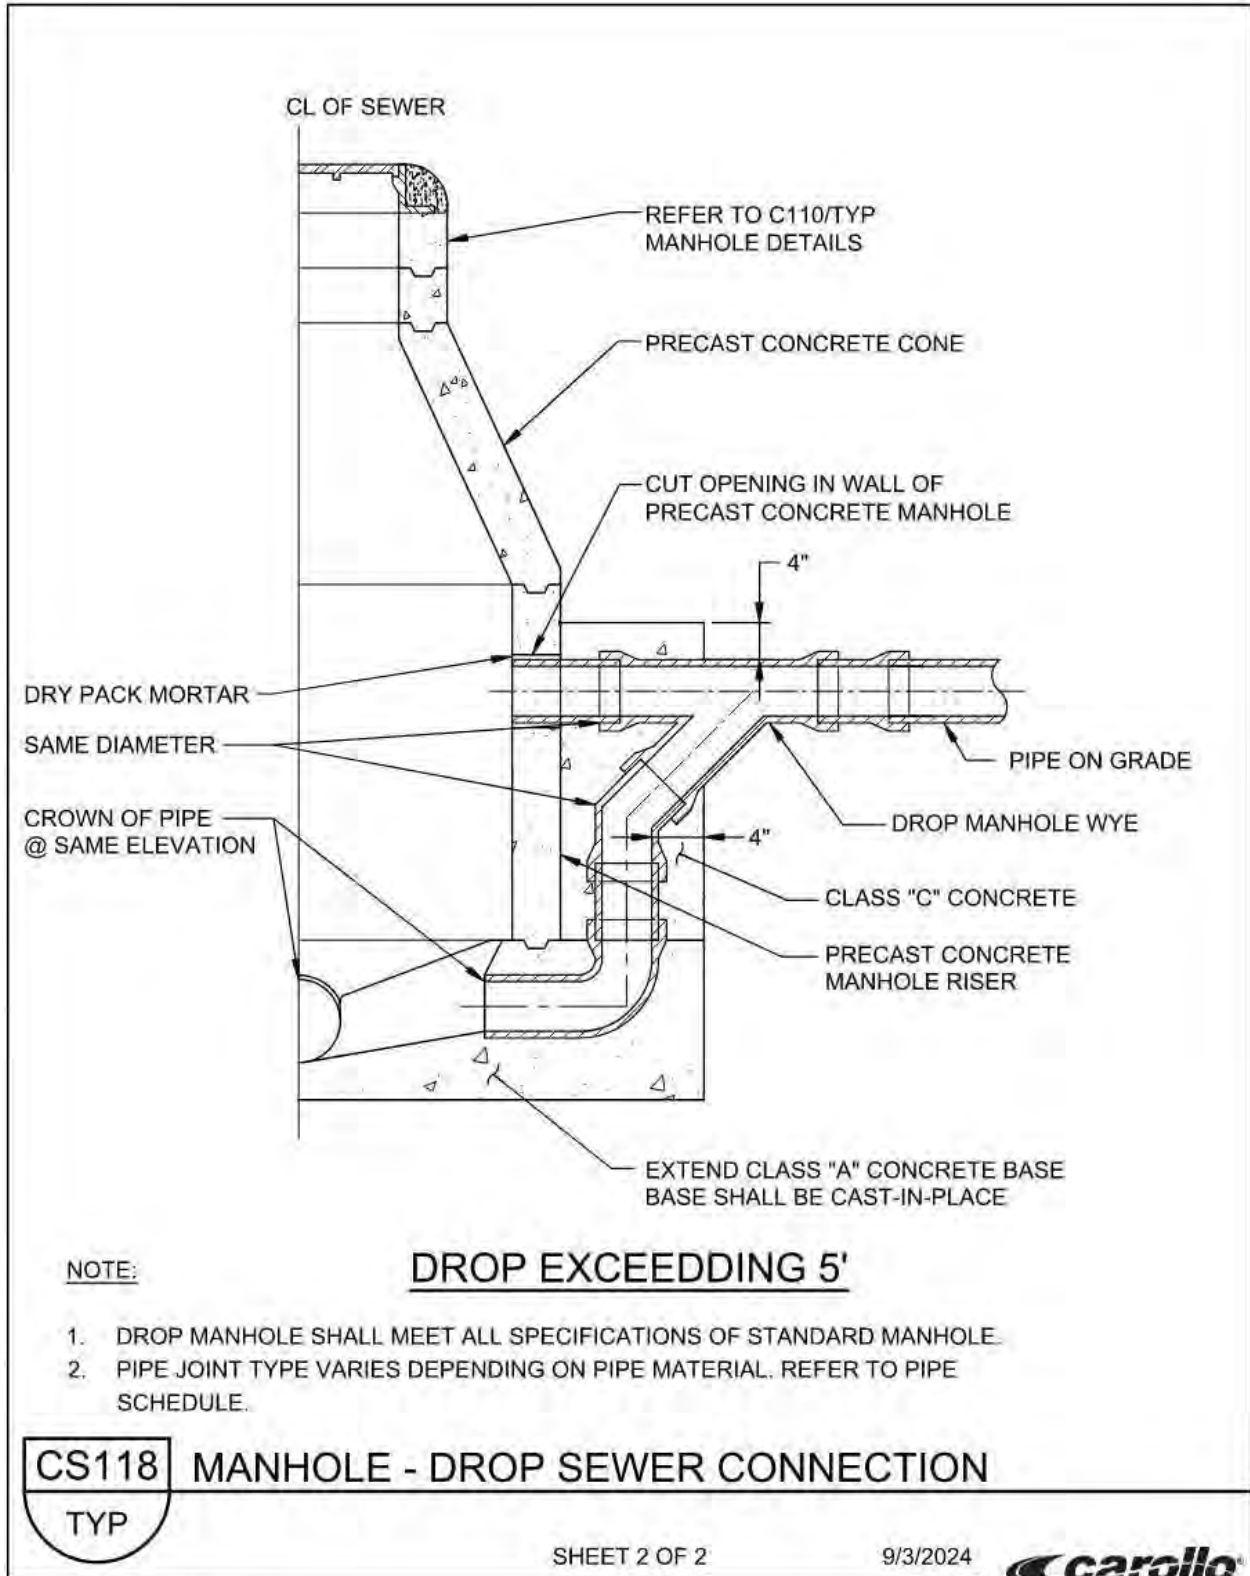 CL OF SEWER
REFER TO C110/TYP
MANHOLE DETAILS
PRECAST CONCRETE CONE
CUT OPENING IN WALL OF
PRECAST CONCRETE MANHOLE
4"
DRY PACK MORTAR
SAME DIAMETER
PIPE ON GRADE
CROWN OF PIPE
@ SAME ELEVATION
DROP MANHOLE WYE
4"
CLASS "C" CONCRETE
PRECAST CONCRETE
MANHOLE RISER
EXTEND CLASS "A" CONCRETE BASE
BASE SHALL BE CAST-IN-PLACE
NOTE:
DROP EXCEEDDING 5'
1. DROP MANHOLE SHALL MEET ALL SPECIFICATIONS OF STANDARD MANHOLE.
2. PIPE JOINT TYPE VARIES DEPENDING ON PIPE MATERIAL. REFER TO PIPE
SCHEDULE.
CS118
MANHOLE - DROP SEWER CONNECTION
TYP
SHEET 2 OF 2
9/3/2024
carollo